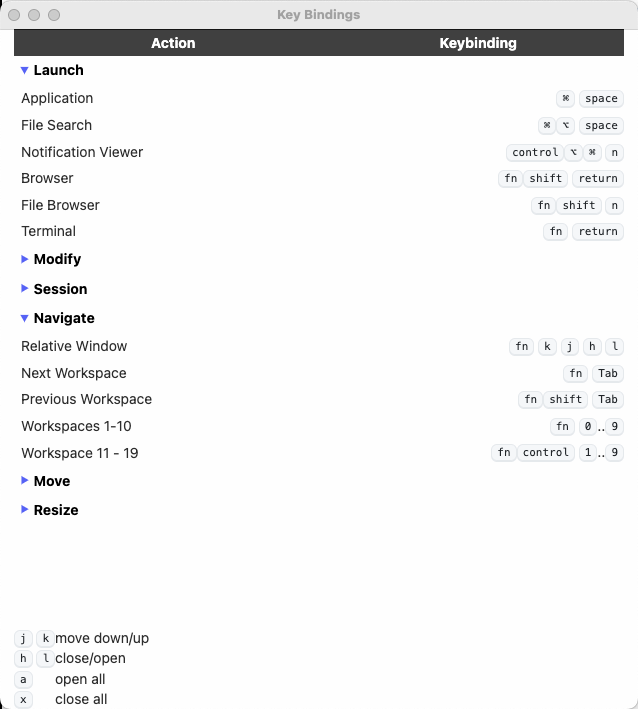 Key Bindings
Action Keybinding
▼ Launch
Application ⌘ space
File Search ⌘ ⌥ space
Notification Viewer control ⌥ ⌘ n
Browser fn shift return
File Browser fn shift n
Terminal fn return
▶ Modify
▶ Session
▼ Navigate
Relative Window fn k j h l
Next Workspace fn Tab
Previous Workspace fn shift Tab
Workspaces 1-10 fn 0 .. 9
Workspace 11 - 19 fn control 1 .. 9
▶ Move
▶ Resize
j k move down/up
h l close/open
a open all
x close all